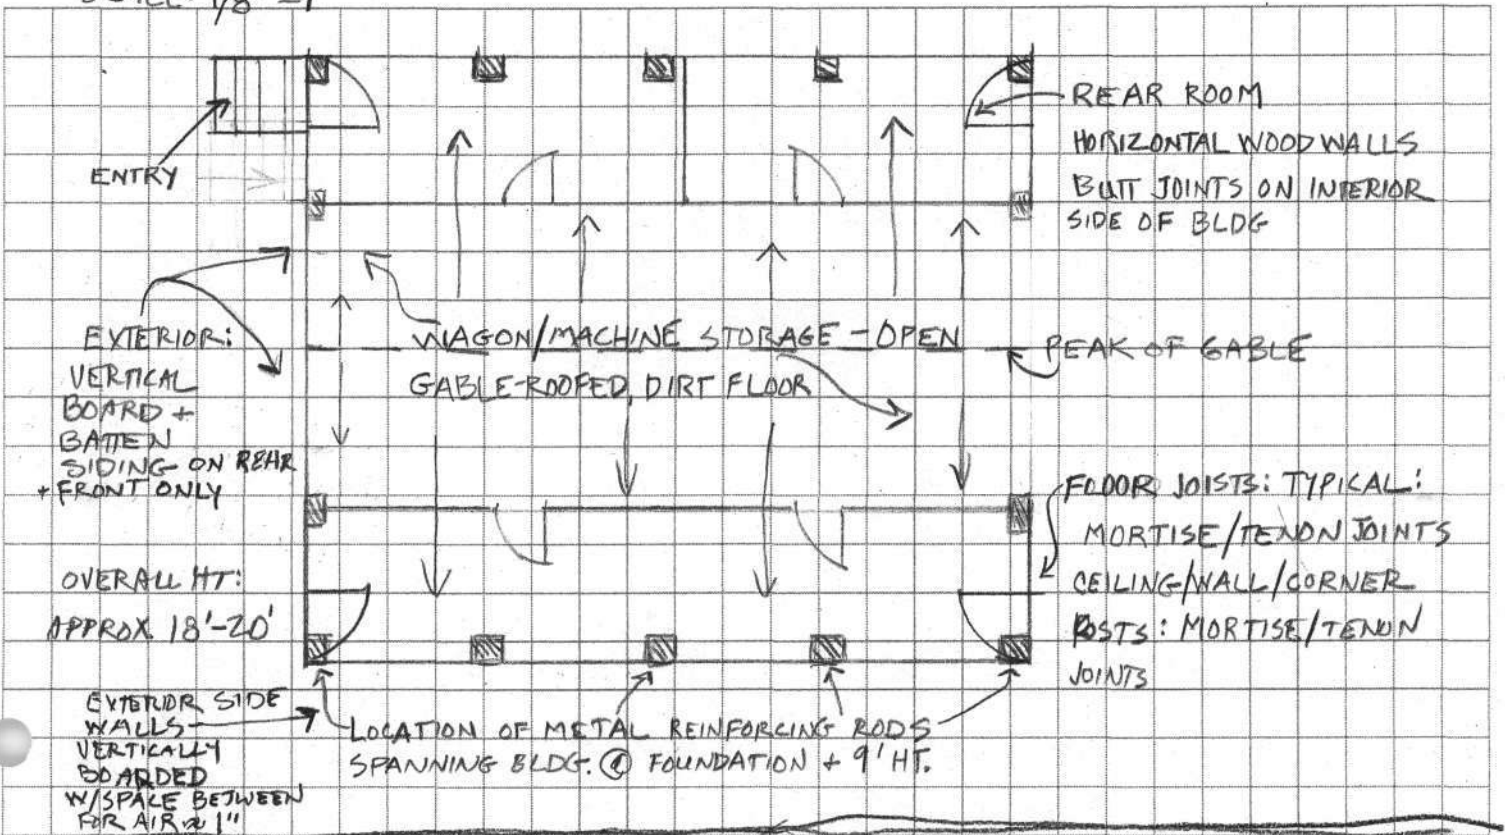 1/8" = 1'
ENTRY
REAR ROOM
HORIZONTAL WOOD WALLS
BUTT JOINTS ON INTERIOR
SIDE OF BLDG
EXTERIOR:
VERTICAL
BOARD +
BATTEN
SIDING ON REAR
+ FRONT ONLY
WAGON/MACHINE STORAGE - OPEN
GABLE-ROOFED, DIRT FLOOR
PEAK OF GABLE
OVERALL HT:
APPROX 18'-20'
FLOOR JOISTS: TYPICAL:
MORTISE/TENON JOINTS
CEILING/WALL/CORNER
POSTS: MORTISE/TENON
JOINTS
EXTERIOR SIDE
WALLS
VERTICALLY
BOARDED
W/SPACE BETWEEN
FOR AIR ≈ 1"
LOCATION OF METAL REINFORCING RODS
SPANNING BLDG. @ FOUNDATION + 9' HT.